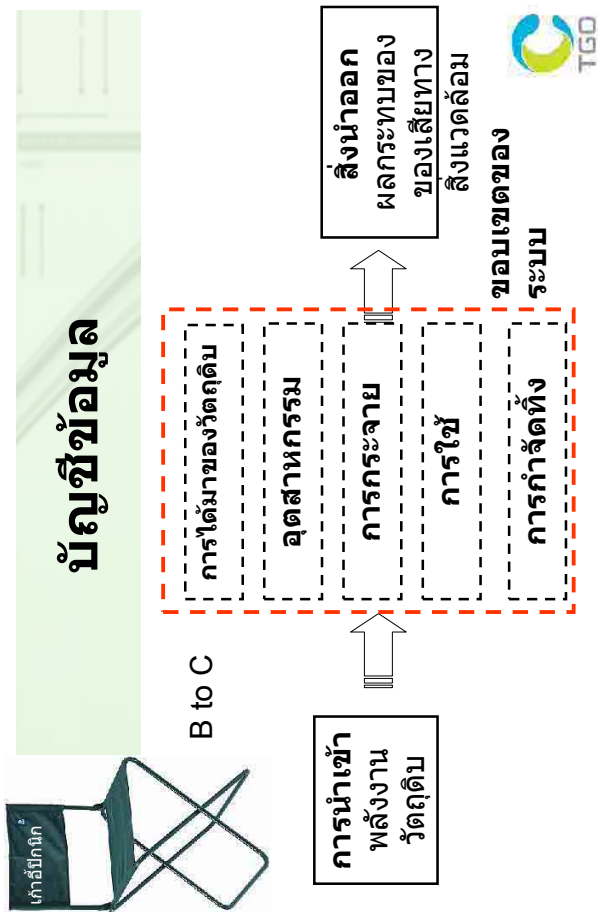 บัญชีข้อมูล
เก้าอี้ปิกนิก
B to C
การนำเข้า
พลังงาน
วัตถุดิบ
การได้มาของวัตถุดิบ
อุตสาหกรรม
การกระจาย
การใช้
การกำจัดทิ้ง
สิ่งนำออก
ผลกระทบของ
ของเสียทาง
สิ่งแวดล้อม
ขอบเขตของ
ระบบ
TGO